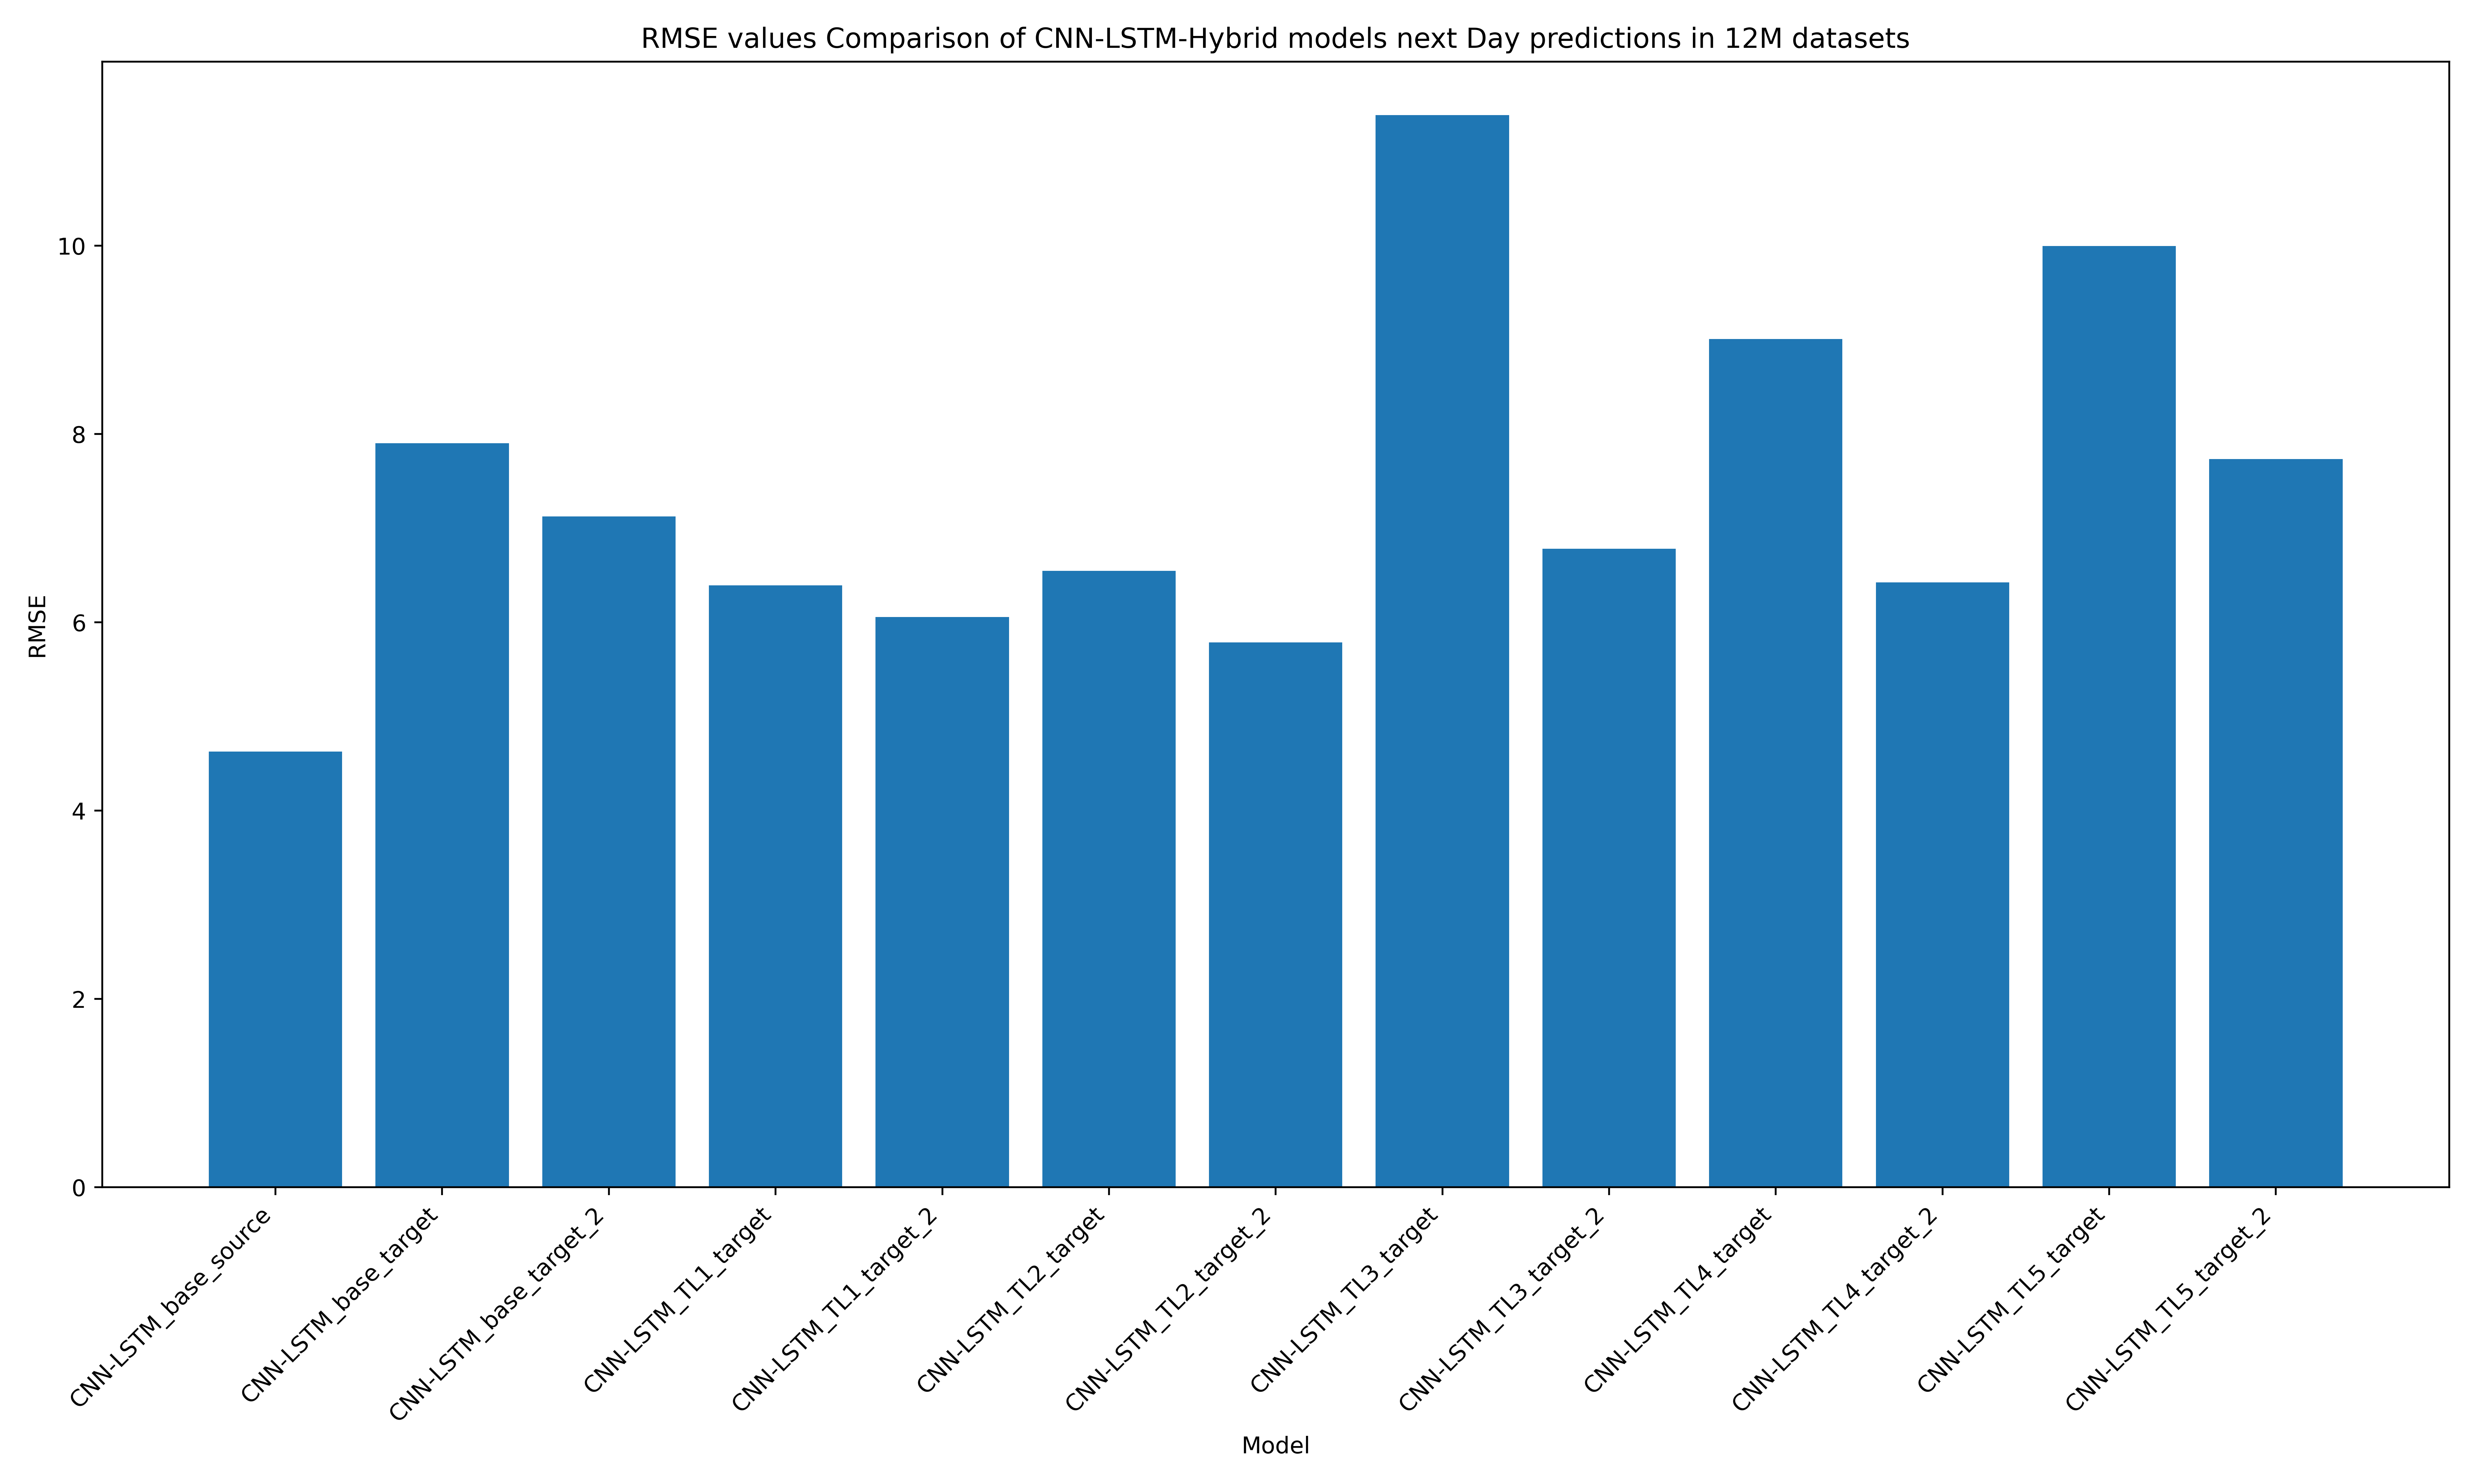 RMSE values Comparison of CNN-LSTM-Hybrid models next Day predictions in 12M datasets
RMSE
10
8
6
4
2
0
CNN-LSTM_base_source
CNN-LSTM_base_target
CNN-LSTM_base_target_2
CNN-LSTM_TL1_target
CNN-LSTM_TL1_target_2
CNN-LSTM_TL2_target
CNN-LSTM_TL2_target_2
CNN-LSTM_TL3_target
CNN-LSTM_TL3_target_2
CNN-LSTM_TL4_target
CNN-LSTM_TL4_target_2
CNN-LSTM_TL5_target
CNN-LSTM_TL5_target_2
Model